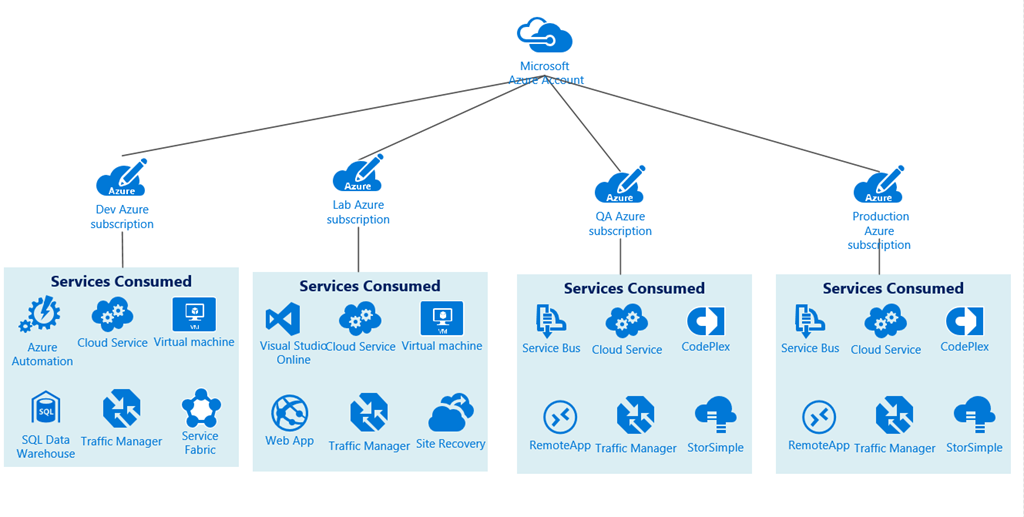 Microsoft
Azure Account
Azure
Dev Azure
subscription
Azure
Lab Azure
subscription
Azure
QA Azure
subscription
Azure
Production
Azure
subscription
Services Consumed
Azure
Automation
Cloud Service
VM
Virtual machine
SQL
SQL Data
Warehouse
Traffic Manager
Service
Fabric
Services Consumed
Visual Studio
Online
Cloud Service
VM
Virtual machine
Web App
Traffic Manager
Site Recovery
Services Consumed
Service Bus
Cloud Service
CodePlex
RemoteApp
Traffic Manager
StorSimple
Services Consumed
Service Bus
Cloud Service
CodePlex
RemoteApp
Traffic Manager
StorSimple